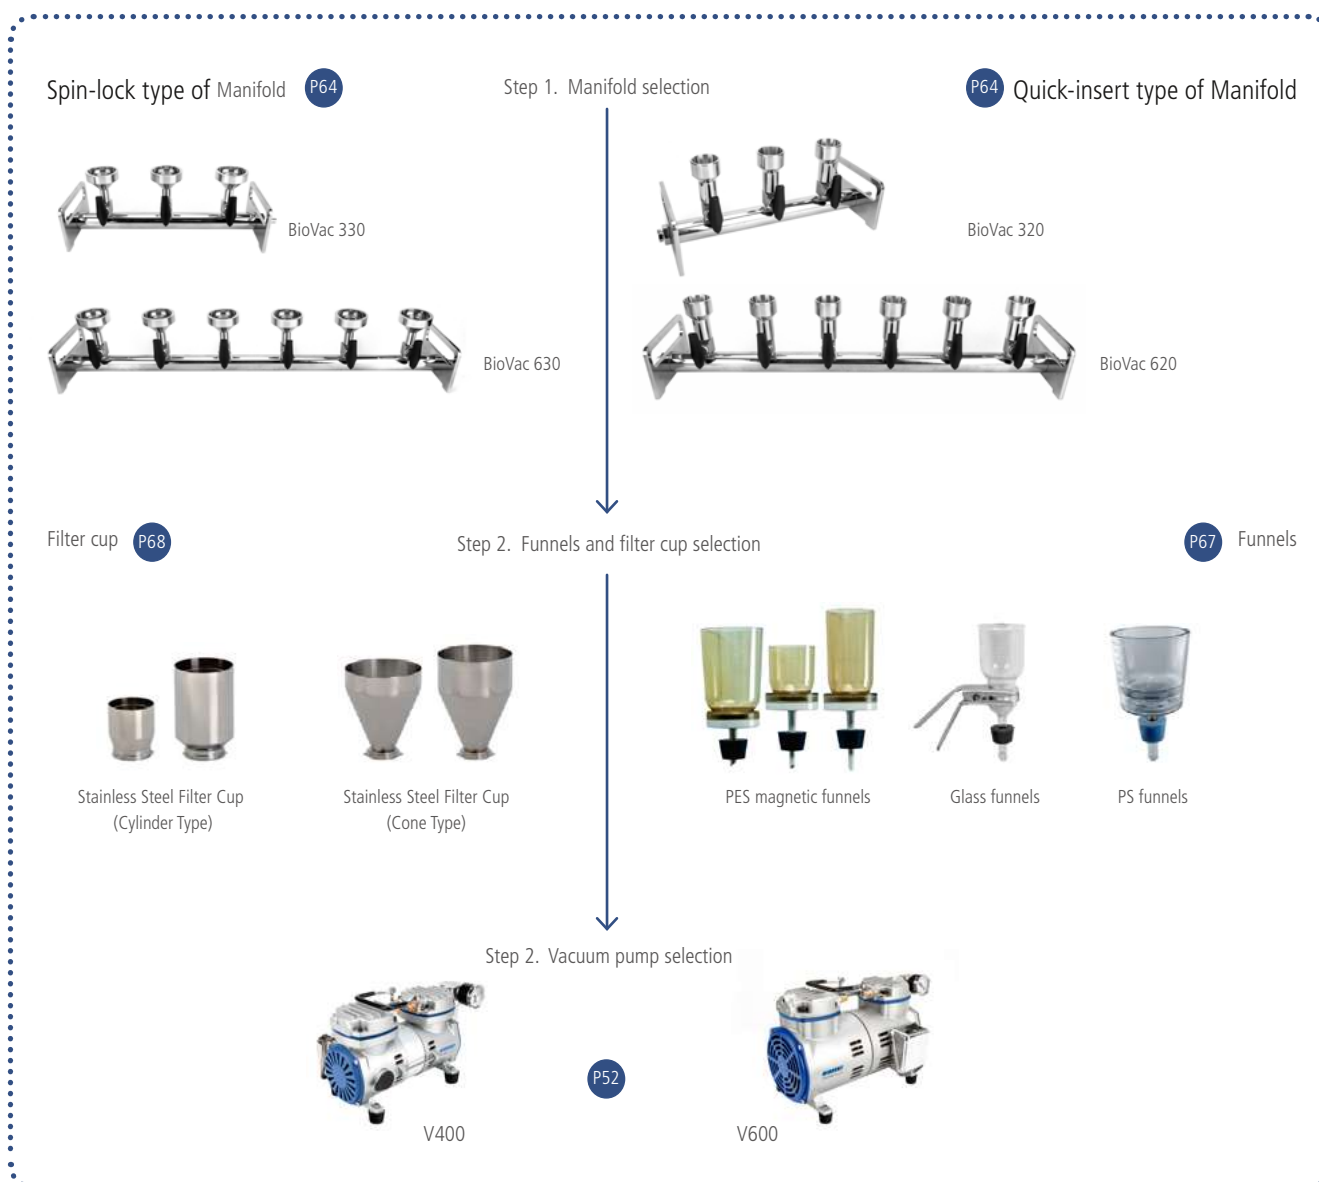 Spin-lock type of Manifold P64
Step 1. Manifold selection
P64 Quick-insert type of Manifold
BioVac 330
BioVac 320
BioVac 630
BioVac 620
Filter cup P68
Step 2. Funnels and filter cup selection
P67 Funnels
Stainless Steel Filter Cup
(Cylinder Type)
Stainless Steel Filter Cup
(Cone Type)
PES magnetic funnels
Glass funnels
PS funnels
Step 2. Vacuum pump selection
P52
V400
V600